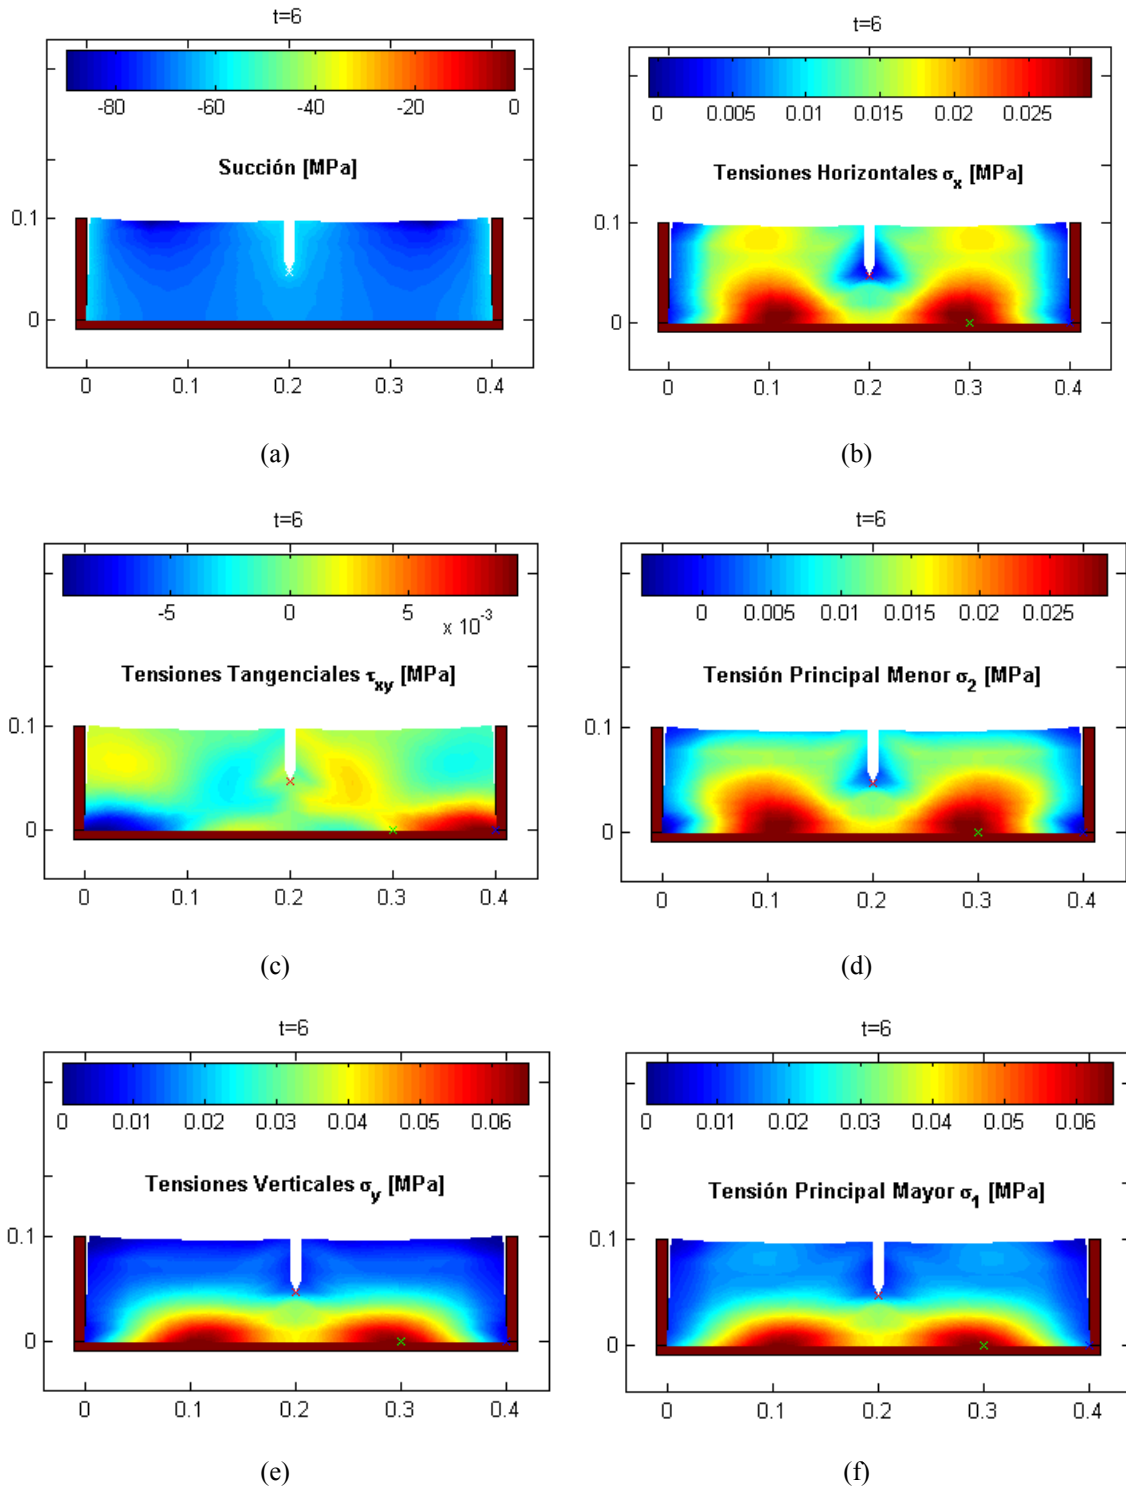 t=6
-80 -60 -40 -20 0
Succión [MPa]
0.1
0
0 0.1 0.2 0.3 0.4
(a)
t=6
0 0.005 0.01 0.015 0.02 0.025
Tensiones Horizontales σx [MPa]
0.1
0
0 0.1 0.2 0.3 0.4
(b)
t=6
-5 0 5
x 10-3
Tensiones Tangenciales τxy [MPa]
0.1
0
0 0.1 0.2 0.3 0.4
(c)
t=6
0 0.005 0.01 0.015 0.02 0.025
Tensión Principal Menor σ2 [MPa]
0.1
0
0 0.1 0.2 0.3 0.4
(d)
t=6
0 0.01 0.02 0.03 0.04 0.05 0.06
Tensiones Verticales σy [MPa]
0.1
0
0 0.1 0.2 0.3 0.4
(e)
t=6
0 0.01 0.02 0.03 0.04 0.05 0.06
Tensión Principal Mayor σ1 [MPa]
0.1
0
0 0.1 0.2 0.3 0.4
(f)